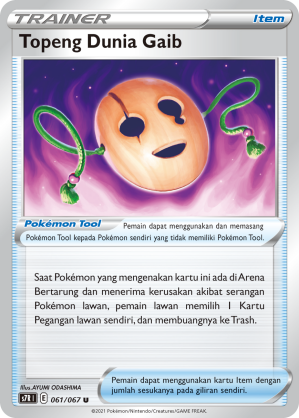 TRAINER Item
Topeng Dunia Gaib
Pokémon Tool Pemain dapat menggunakan dan memasang
Pokémon Tool kepada Pokémon sendiri yang tidak memiliki Pokémon Tool.
Saat Pokémon yang mengenakan kartu ini ada di Arena
Bertarung dan menerima kerusakan akibat serangan
Pokémon lawan, pemain lawan memilih 1 Kartu
Pegangan lawan sendiri, dan membuangnya ke Trash.
Illus. AYUMI ODASHIMA
S7R I E 061/067 U
Pemain dapat menggunakan kartu Item dengan
jumlah sesukanya pada giliran sendiri.
©2021 Pokémon/Nintendo/Creatures/GAME FREAK.